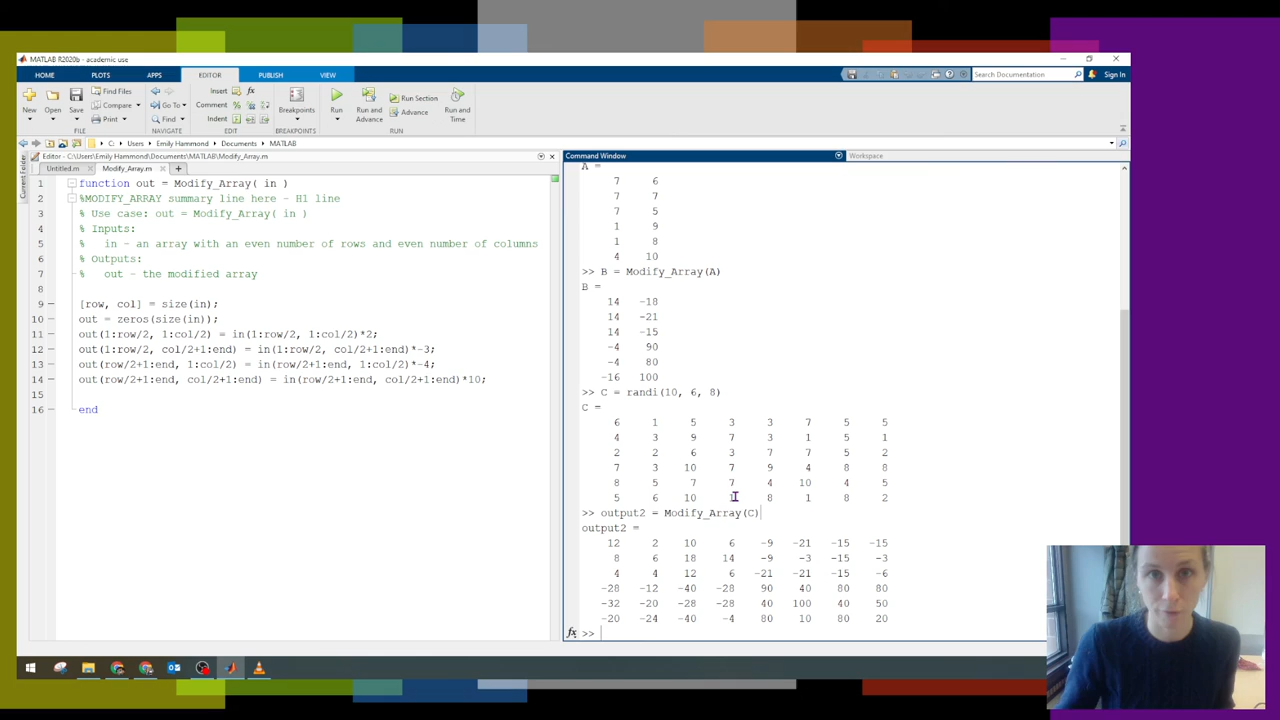 MATLAB R2020b - academic use
HOME PLOTS APPS EDITOR PUBLISH VIEW
Search Documentation Sign In
New Open Save Find Files Compare Print
Go To Find
Insert Comment Indent
Breakpoints
Run Run and Advance Run Section Advance Run and Time
FILE NAVIGATE EDIT BREAKPOINTS RUN
C: Users Emily Hammond Documents MATLAB
Current Folder
Editor - C:\Users\Emily Hammond\Documents\MATLAB\Modify_Array.m
Untitled.m Modify_Array.m
1 function out = Modify_Array( in )
2 %MODIFY_ARRAY summary line here - H1 line
3 % Use case: out = Modify_Array( in )
4 % Inputs:
5 % in - an array with an even number of rows and even number of columns
6 % Outputs:
7 % out - the modified array
8
9 [row, col] = size(in);
10 out = zeros(size(in));
11 out(1:row/2, 1:col/2) = in(1:row/2, 1:col/2)*2;
12 out(1:row/2, col/2+1:end) = in(1:row/2, col/2+1:end)*-3;
13 out(row/2+1:end, 1:col/2) = in(row/2+1:end, 1:col/2)*-4;
14 out(row/2+1:end, col/2+1:end) = in(row/2+1:end, col/2+1:end)*10;
15
16 end
Command Window Workspace
A =
7 6
7 7
7 5
1 9
1 8
4 10
>> B = Modify_Array(A)
B =
14 -18
14 -21
14 -15
-4 90
-4 80
-16 100
>> C = randi(10, 6, 8)
C =
6 1 5 3 3 7 5 5
4 3 9 7 3 1 5 1
2 2 6 3 7 7 5 2
7 3 10 7 9 4 8 8
8 5 7 7 4 10 4 5
5 6 10 1 8 1 8 2
>> output2 = Modify_Array(C)
output2 =
12 2 10 6 -9 -21 -15 -15
8 6 18 14 -9 -3 -15 -3
4 4 12 6 -21 -21 -15 -6
-28 -12 -40 -28 90 40 80 80
-32 -20 -28 -28 40 100 40 50
-20 -24 -40 -4 80 10 80 20
fx >>